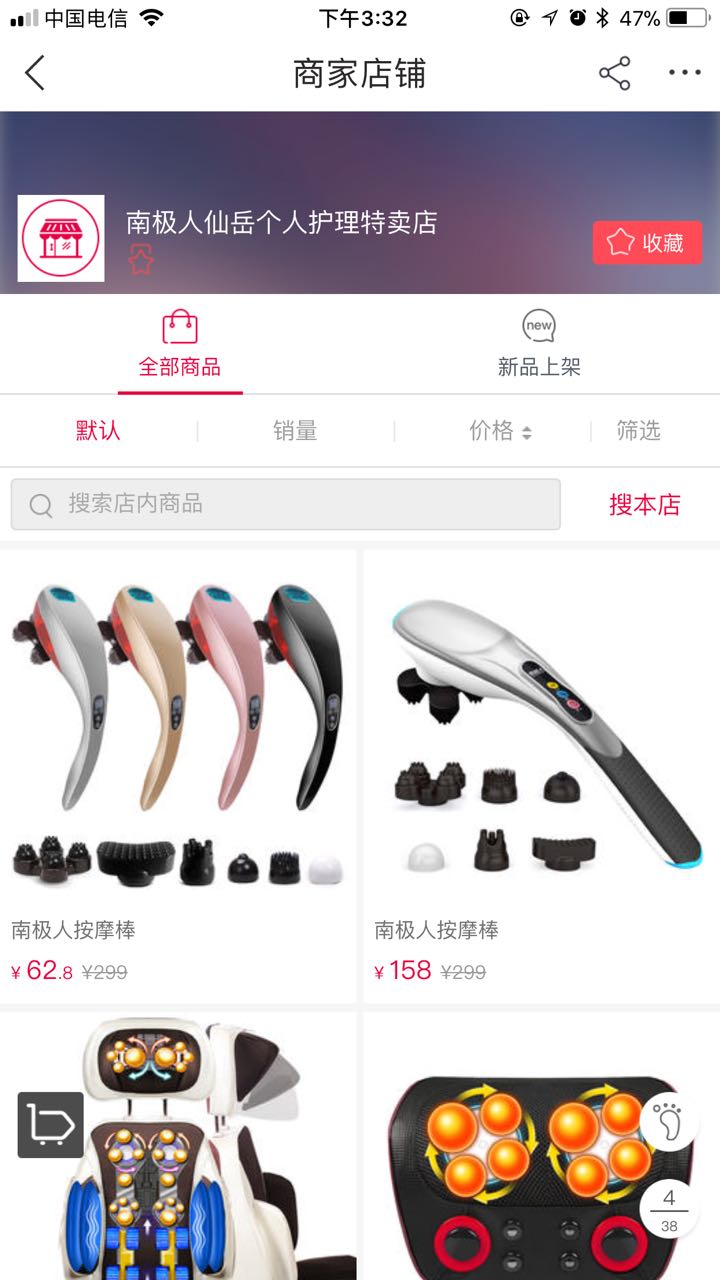 中国电信
下午3:32
47%
商家店铺
南极人仙岳个人护理特卖店
收藏
全部商品
new
新品上架
默认
销量
价格
筛选
搜索店内商品
搜本店
南极人按摩棒
¥62.8 ¥299
南极人按摩棒
¥158 ¥299
4
38